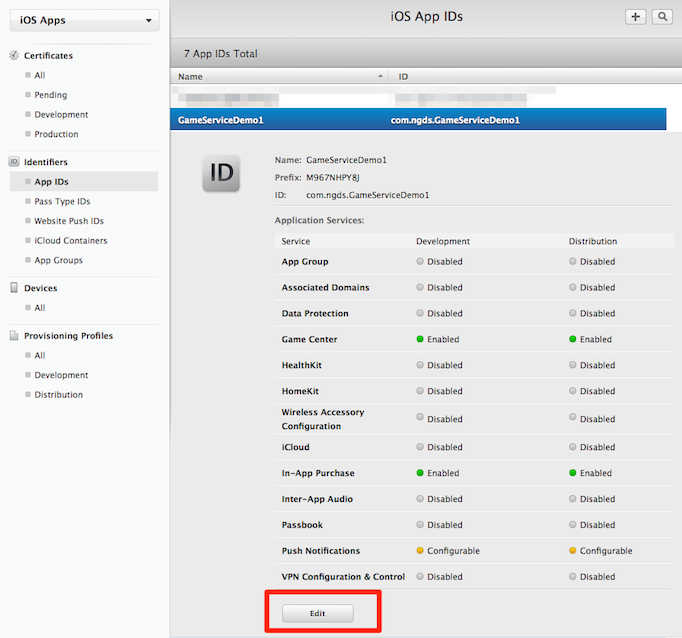 iOS Apps
Certificates
All
Pending
Development
Production
ID Identifiers
App IDs
Pass Type IDs
Website Push IDs
iCloud Containers
App Groups
Devices
All
Provisioning Profiles
All
Development
Distribution
iOS App IDs
7 App IDs Total
Name ID
GameServiceDemo1 com.ngds.GameServiceDemo1
ID
Name: GameServiceDemo1
Prefix: M967NHPY8J
ID: com.ngds.GameServiceDemo1
Application Services:
Service Development Distribution
App Group Disabled Disabled
Associated Domains Disabled Disabled
Data Protection Disabled Disabled
Game Center Enabled Enabled
HealthKit Disabled Disabled
HomeKit Disabled Disabled
Wireless Accessory
Configuration Disabled Disabled
iCloud Disabled Disabled
In-App Purchase Enabled Enabled
Inter-App Audio Disabled Disabled
Passbook Disabled Disabled
Push Notifications Configurable Configurable
VPN Configuration & Control Disabled Disabled
Edit